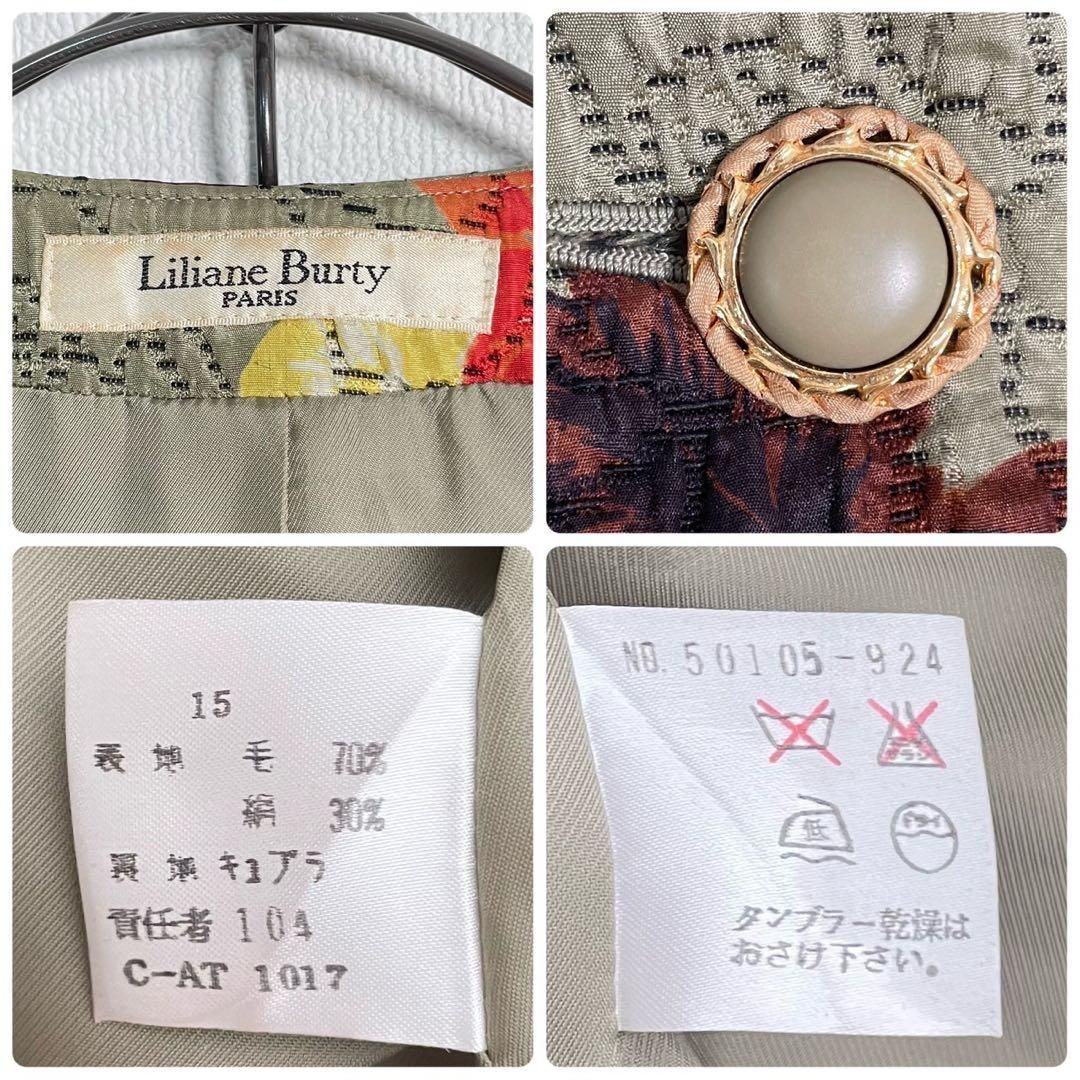 Liliane Burty
PARIS
15
表地 毛 70%
絹 30%
裏地 キュプラ
責任者 104
C-AT 1017
NO. 50105-924
低
タンブラー乾燥は
おさけ下さい。